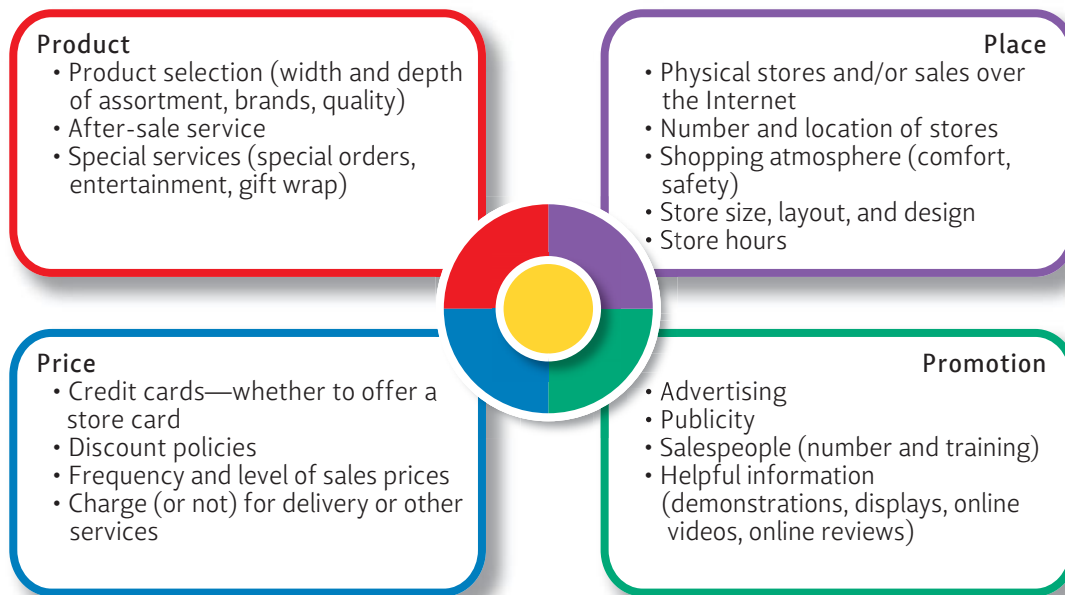 Product
• Product selection (width and depth
of assortment, brands, quality)
• After-sale service
• Special services (special orders,
entertainment, gift wrap)
Place
• Physical stores and/or sales over
the Internet
• Number and location of stores
• Shopping atmosphere (comfort,
safety)
• Store size, layout, and design
• Store hours
Price
• Credit cards—whether to offer a
store card
• Discount policies
• Frequency and level of sales prices
• Charge (or not) for delivery or other
services
Promotion
• Advertising
• Publicity
• Salespeople (number and training)
• Helpful information
(demonstrations, displays, online
videos, online reviews)